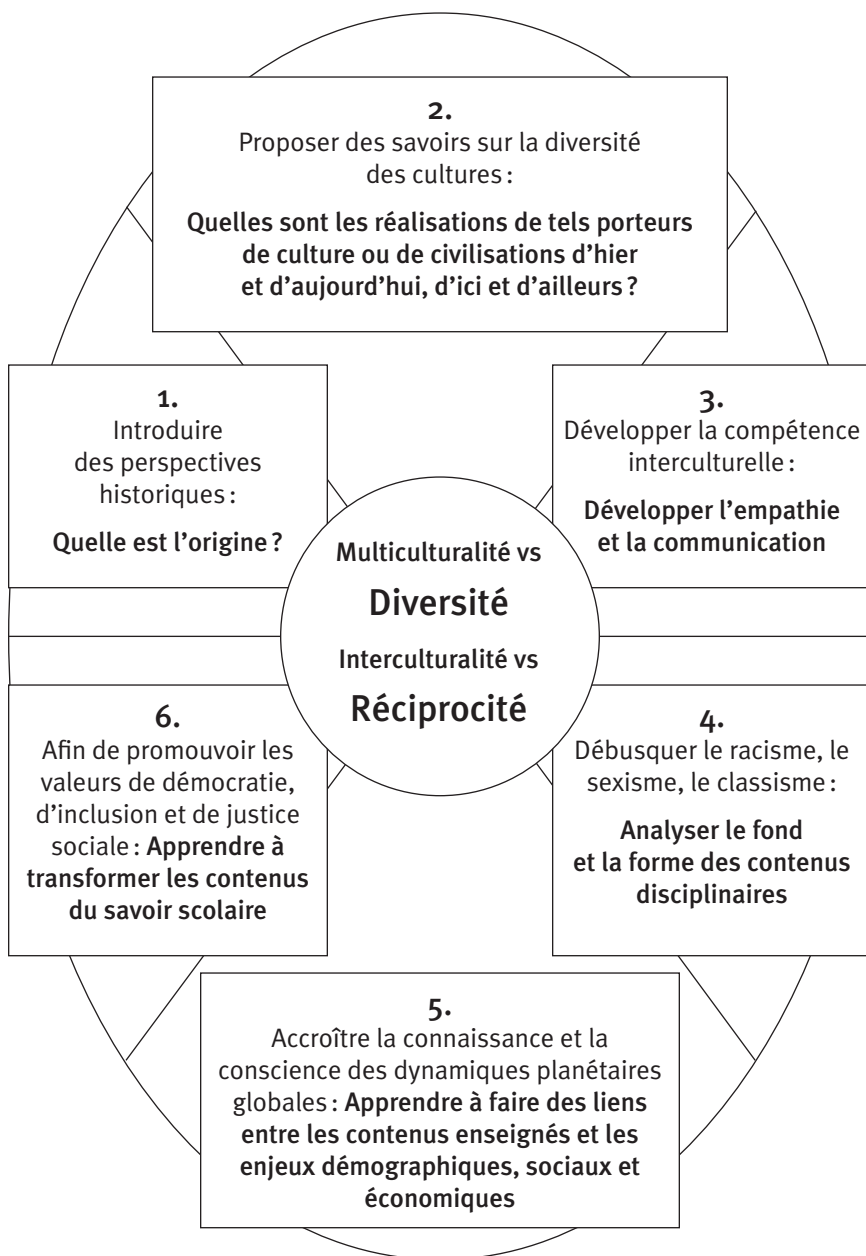 2.
Proposer des savoirs sur la diversité
des cultures :
Quelles sont les réalisations de tels porteurs
de culture ou de civilisations d’hier
et d’aujourd’hui, d’ici et d’ailleurs ?
1.
Introduire
des perspectives
historiques :
Quelle est l’origine ?
3.
Développer la compétence
interculturelle :
Développer l’empathie
et la communication
Multiculturalité vs
Diversité
Interculturalité vs
Réciprocité
6.
Afin de promouvoir les
valeurs de démocratie,
d’inclusion et de justice
sociale : Apprendre à
transformer les contenus
du savoir scolaire
4.
Débusquer le racisme, le
sexisme, le classisme :
Analyser le fond
et la forme des contenus
disciplinaires
5.
Accroître la connaissance et la
conscience des dynamiques planétaires
globales : Apprendre à faire des liens
entre les contenus enseignés et les
enjeux démographiques, sociaux et
économiques